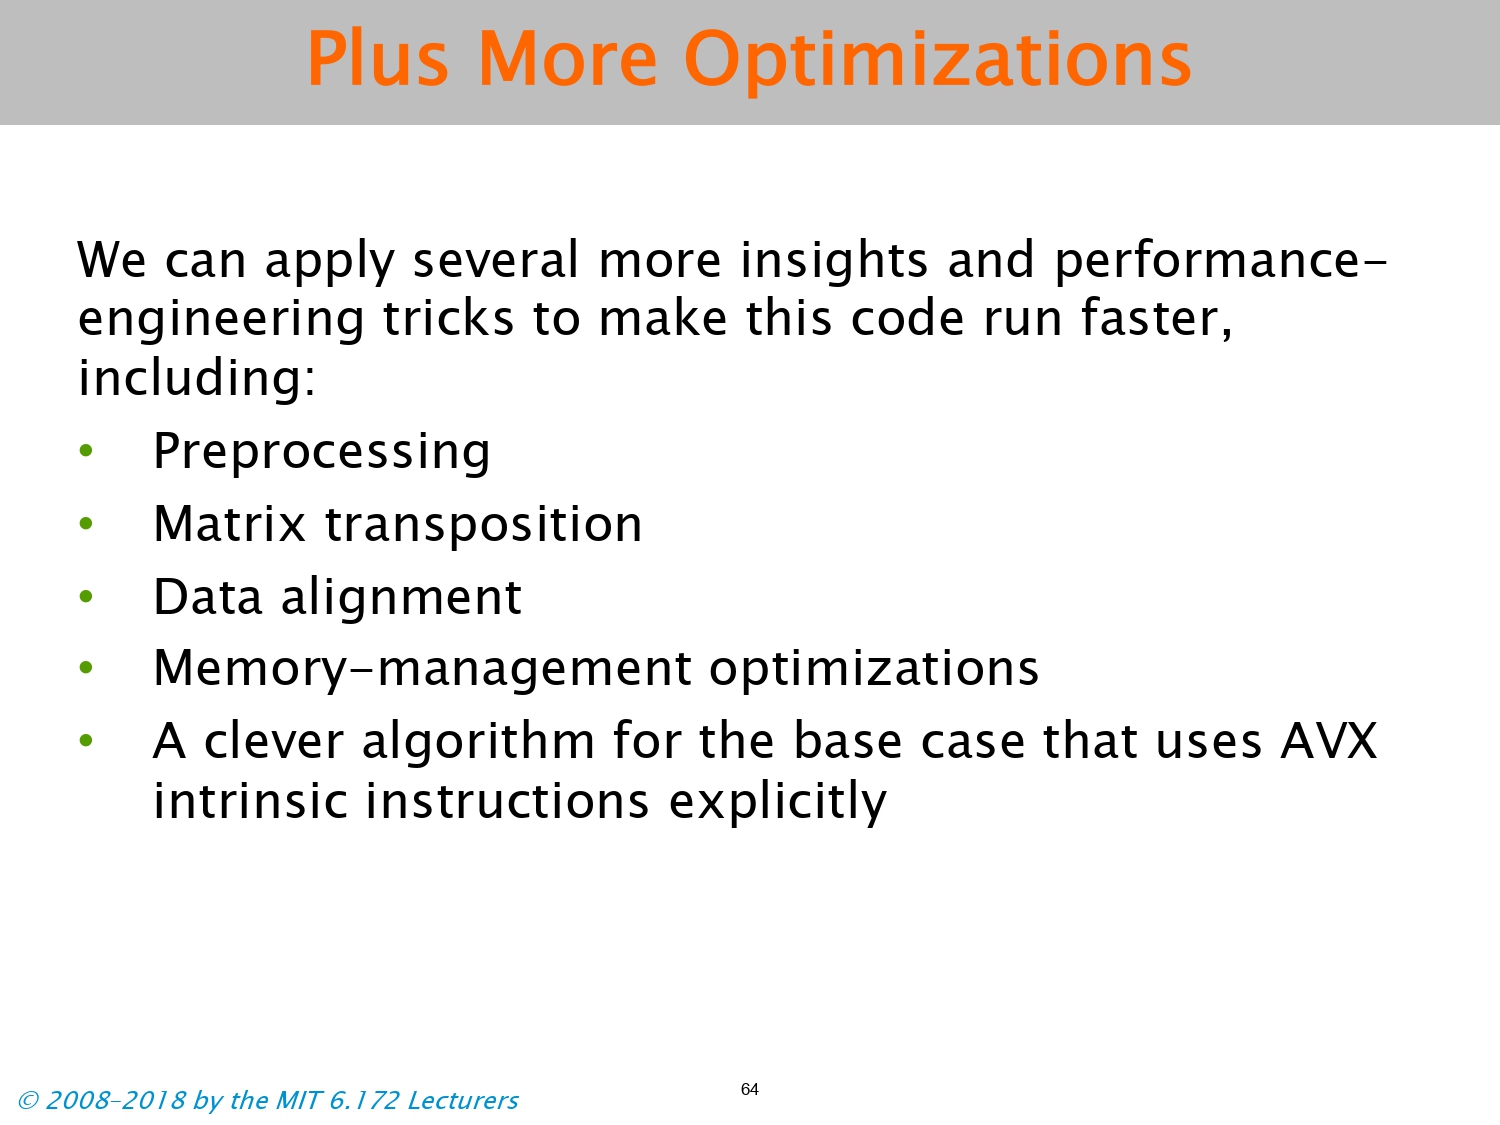 Plus More Optimizations
We can apply several more insights and performance-
engineering tricks to make this code run faster,
including:
• Preprocessing
• Matrix transposition
• Data alignment
• Memory-management optimizations
• A clever algorithm for the base case that uses AVX
intrinsic instructions explicitly
© 2008–2018 by the MIT 6.172 Lecturers
64